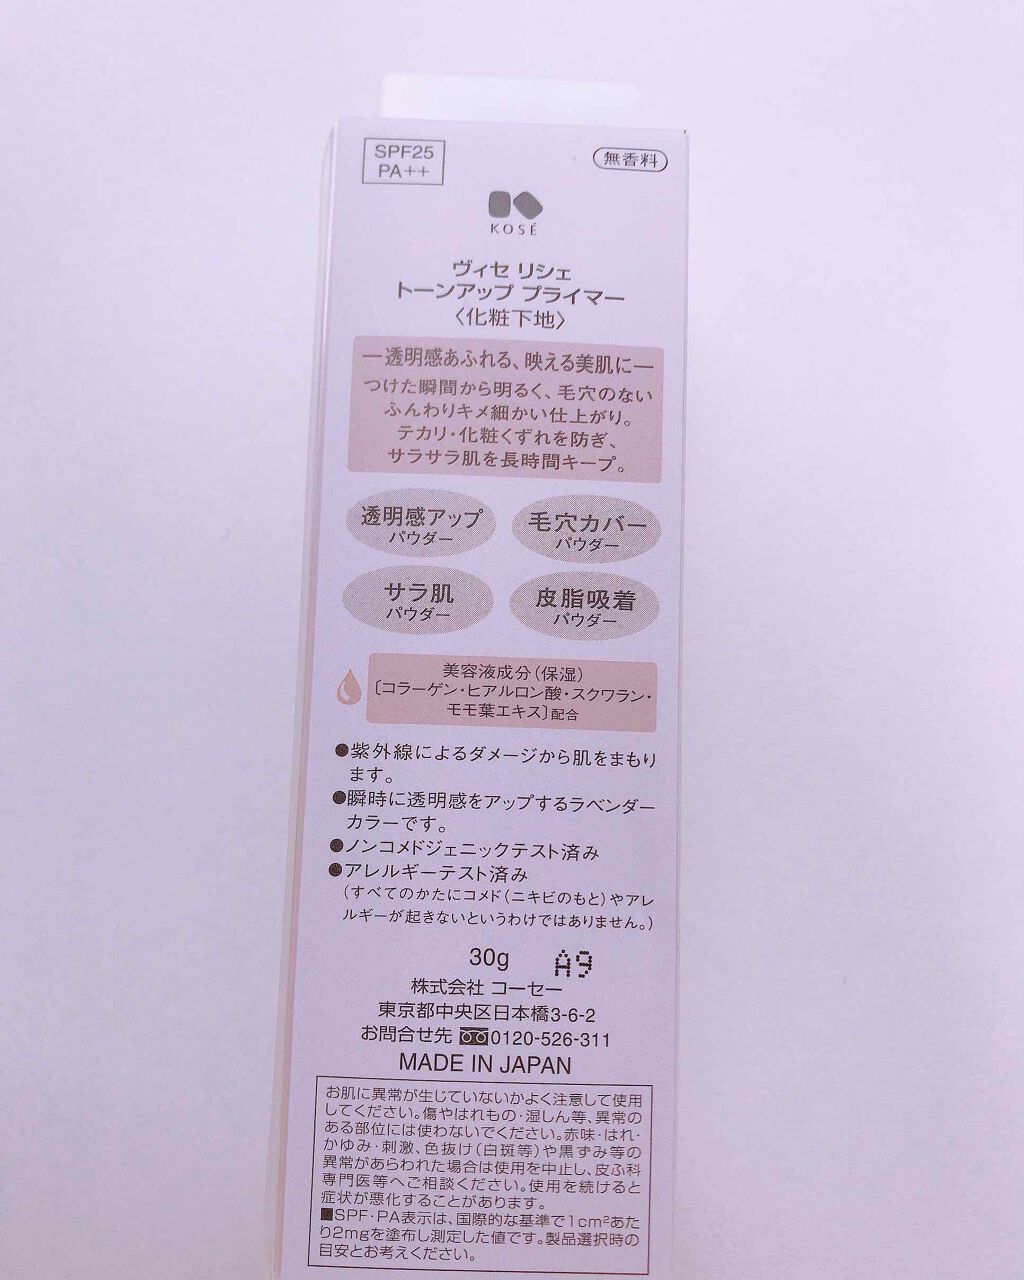 SPF25
PA++
無香料
KOSÉ
ヴィセ リシェ
トーンアップ プライマー
〈化粧下地〉
―透明感あふれる、映える美肌に―
つけた瞬間から明るく、毛穴のない
ふんわりキメ細かい仕上がり。
テカリ・化粧くずれを防ぎ、
サラサラ肌を長時間キープ。
透明感アップ
パウダー
毛穴カバー
パウダー
サラ肌
パウダー
皮脂吸着
パウダー
美容液成分(保湿)
[コラーゲン・ヒアルロン酸・スクワラン・
モモ葉エキス]配合
●紫外線によるダメージから肌をまもり
ます。
●瞬時に透明感をアップするラベンダー
カラーです。
●ノンコメドジェニックテスト済み
●アレルギーテスト済み
(すべてのかたにコメド(ニキビのもと)やアレ
ルギーが起きないというわけではありません。)
30g A9
株式会社 コーセー
東京都中央区日本橋3-6-2
お問合せ先 0120-526-311
MADE IN JAPAN
お肌に異常が生じていないかよく注意して使用
してください。傷やはれもの・湿しん等、異常の
ある部位には使わないでください。赤味・はれ・
かゆみ・刺激、色抜け(白斑等)や黒ずみ等の
異常があらわれた場合は使用を中止し、皮ふ科
専門医等へご相談ください。使用を続けると
症状が悪化することがあります。
■SPF・PA表示は、国際的な基準で1cm²あた
り2mgを塗布し測定した値です。製品選択時の
目安とお考えください。